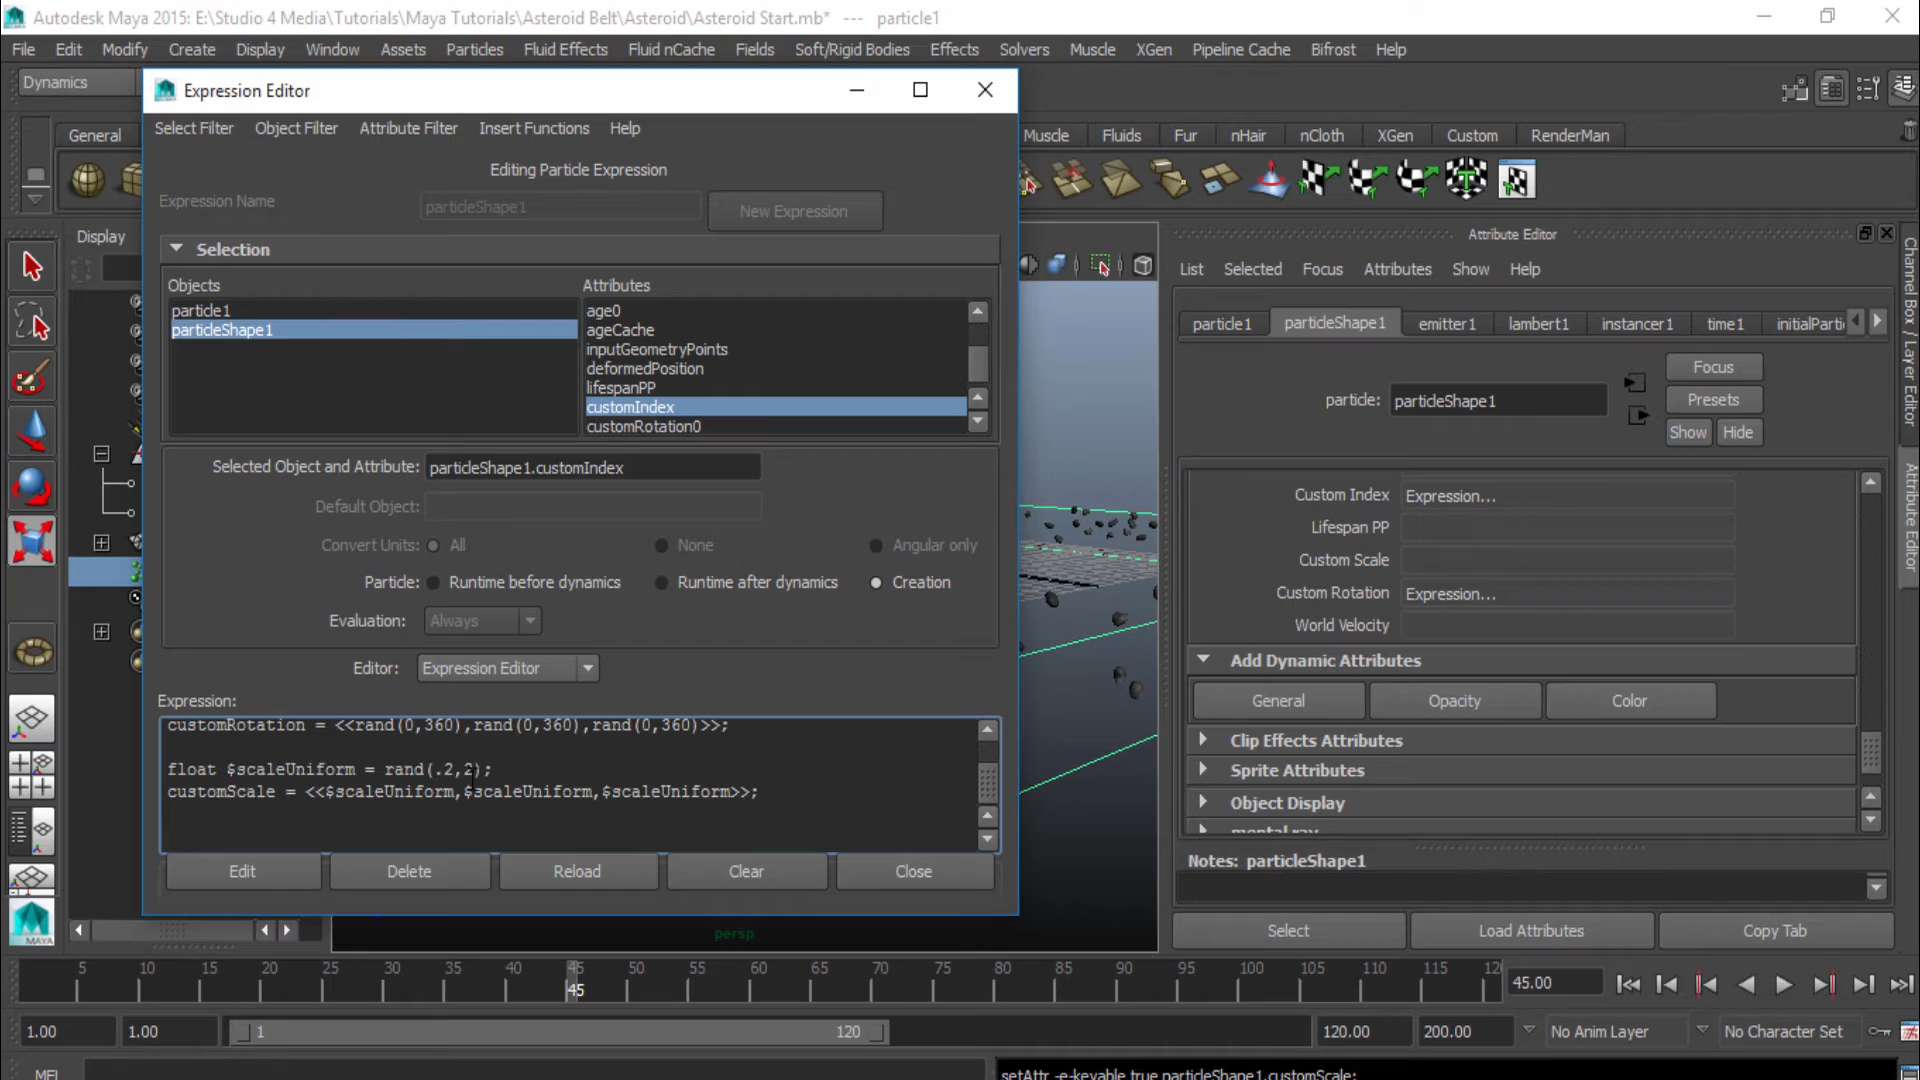 Autodesk Maya 2015: E:\Studio 4 Media\Tutorials\Maya Tutorials\Asteroid Belt\Asteroid\Asteroid Start.mb* --- particle1
File Edit Modify Create Display Window Assets Particles Fluid Effects Fluid nCache Fields Soft/Rigid Bodies Effects Solvers Muscle XGen Pipeline Cache Bifrost Help
Dynamics
Expression Editor
Select Filter Object Filter Attribute Filter Insert Functions Help
General
Muscle Fluids Fur nHair nCloth XGen Custom RenderMan
Editing Particle Expression
Expression Name particleShape1 New Expression
Display
Selection
Objects Attributes
particle1
particleShape1
age0
ageCache
inputGeometryPoints
deformedPosition
lifespanPP
customIndex
customRotation0
Selected Object and Attribute: particleShape1.customIndex
Default Object:
Convert Units: All None Angular only
Particle: Runtime before dynamics Runtime after dynamics Creation
Evaluation: Always
Editor: Expression Editor
Expression:
customRotation = <<rand(0,360),rand(0,360),rand(0,360)>>;
float $scaleUniform = rand(.2,2);
customScale = <<$scaleUniform,$scaleUniform,$scaleUniform>>;
Edit Delete Reload Clear Close
persp
Attribute Editor
List Selected Focus Attributes Show Help
particle1 particleShape1 emitter1 lambert1 instancer1 time1 initialParti
particle: particleShape1
Focus
Presets
Show Hide
Custom Index Expression...
Lifespan PP
Custom Scale
Custom Rotation Expression...
World Velocity
Add Dynamic Attributes
General Opacity Color
Clip Effects Attributes
Sprite Attributes
Object Display
mental ray
Notes: particleShape1
Select Load Attributes Copy Tab
Channel Box / Layer Editor
Attribute Editor
5 10 15 20 25 30 35 40 45 50 55 60 65 70 75 80 85 90 95 100 105 110 115 120
45
45.00
1.00 1.00 1 120 120.00 200.00 No Anim Layer No Character Set
MEL
setAttr -e-keyable true particleShape1.customScale;
MAYA